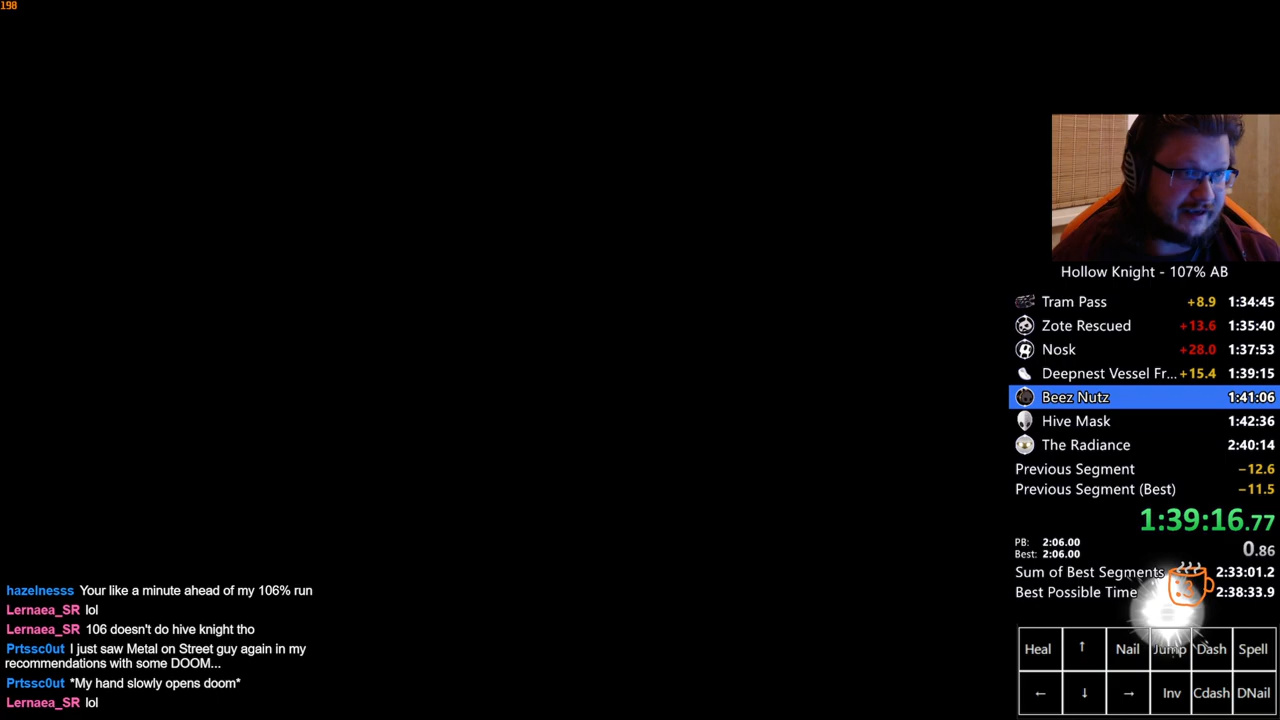 198
Hollow Knight - 107% AB
Tram Pass +8.9 1:34:45
Zote Rescued +13.6 1:35:40
Nosk +28.0 1:37:53
Deepnest Vessel Fr... +15.4 1:39:15
Beez Nutz 1:41:06
Hive Mask 1:42:36
The Radiance 2:40:14
Previous Segment −12.6
Previous Segment (Best) −11.5
1:39:16.77
PB: 2:06.00 0.86
Best: 2:06.00
Sum of Best Segments 2:33:01.2
Best Possible Time 2:38:33.9
hazelnesss Your like a minute ahead of my 106% run
Lernaea_SR lol
Lernaea_SR 106 doesn't do hive knight tho
Prtssc0ut I just saw Metal on Street guy again in my
recommendations with some DOOM...
Prtssc0ut *My hand slowly opens doom*
Lernaea_SR lol
Heal ↑ Nail Jump Dash Spell
← ↓ → Inv Cdash DNail